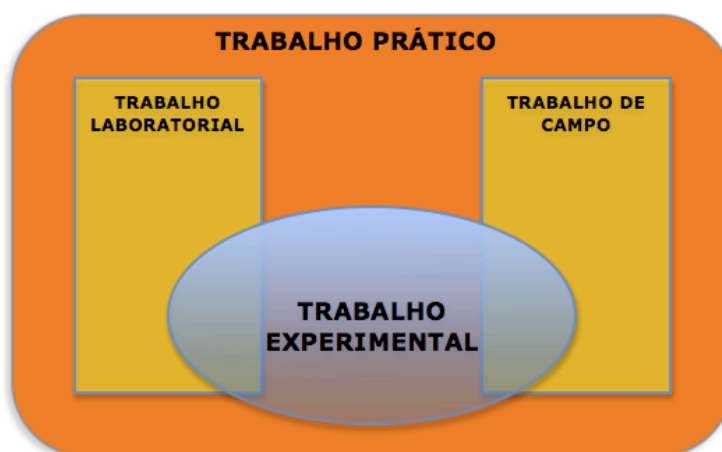 TRABALHO PRÁTICO
TRABALHO
LABORATORIAL
TRABALHO DE
CAMPO
TRABALHO
EXPERIMENTAL